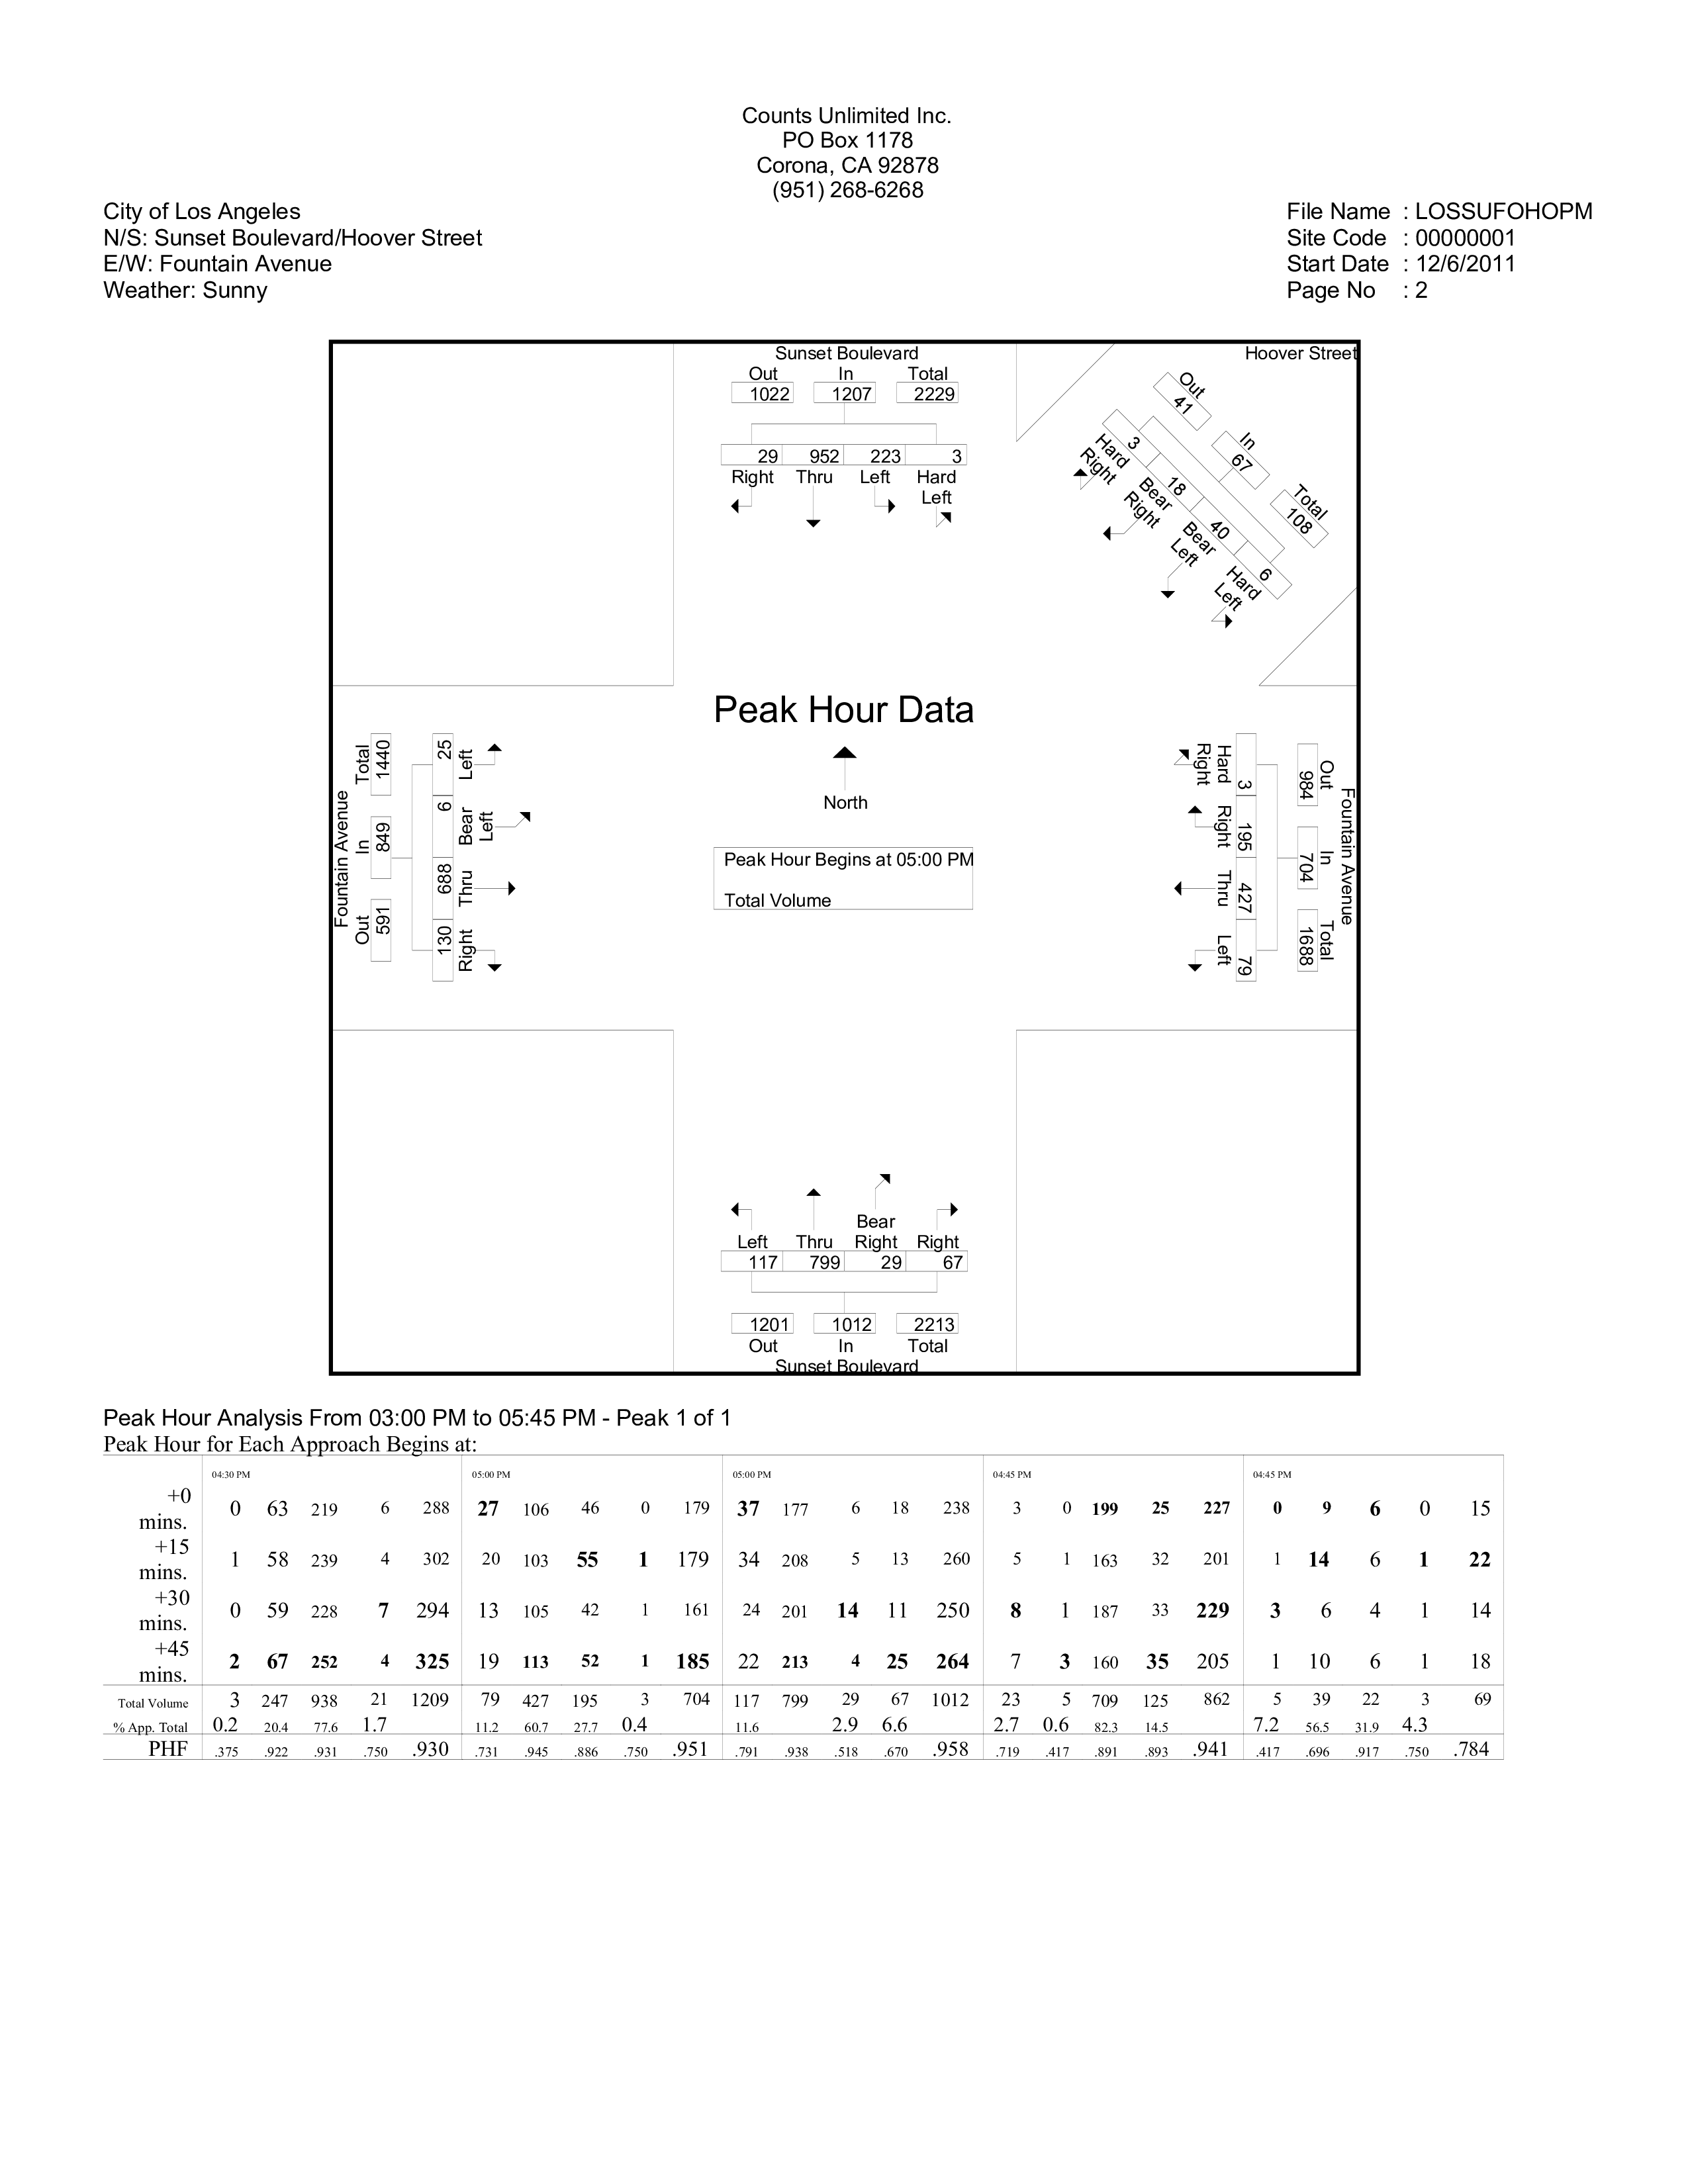 Counts Unlimited Inc.
PO Box 1178
Corona, CA 92878
(951) 268-6268
City of Los Angeles
N/S: Sunset Boulevard/Hoover Street
E/W: Fountain Avenue
Weather: Sunny
File Name : LOSSUFOHOPM
Site Code : 00000001
Start Date : 12/6/2011
Page No : 2
Sunset Boulevard
Out In Total
1022 1207 2229
29 952 223 3
Right Thru Left Hard Left
Hoover Street
Out In Total
41 67 108
3 18 40 6
Hard Right Bear Right Bear Left Hard Left
Peak Hour Data
North
Peak Hour Begins at 05:00 PM
Total Volume
Fountain Avenue
Out In Total
591 849 1440
25 6 688 130
Left Bear Left Thru Right
Fountain Avenue
Out In Total
984 704 1688
3 195 427 79
Hard Right Right Thru Left
Left Thru Bear Right Right
117 799 29 67
1201 1012 2213
Out In Total
Sunset Boulevard
Peak Hour Analysis From 03:00 PM to 05:45 PM - Peak 1 of 1
Peak Hour for Each Approach Begins at:
04:30 PM 05:00 PM 05:00 PM 04:45 PM 04:45 PM
+0 mins. 0 63 219 6 288 27 106 46 0 179 37 177 6 18 238 3 0 199 25 227 0 9 6 0 15
+15 mins. 1 58 239 4 302 20 103 55 1 179 34 208 5 13 260 5 1 163 32 201 1 14 6 1 22
+30 mins. 0 59 228 7 294 13 105 42 1 161 24 201 14 11 250 8 1 187 33 229 3 6 4 1 14
+45 mins. 2 67 252 4 325 19 113 52 1 185 22 213 4 25 264 7 3 160 35 205 1 10 6 1 18
Total Volume 3 247 938 21 1209 79 427 195 3 704 117 799 29 67 1012 23 5 709 125 862 5 39 22 3 69
% App. Total 0.2 20.4 77.6 1.7 11.2 60.7 27.7 0.4 11.6 2.9 6.6 2.7 0.6 82.3 14.5 7.2 56.5 31.9 4.3
PHF .375 .922 .931 .750 .930 .731 .945 .886 .750 .951 .791 .938 .518 .670 .958 .719 .417 .891 .893 .941 .417 .696 .917 .750 .784